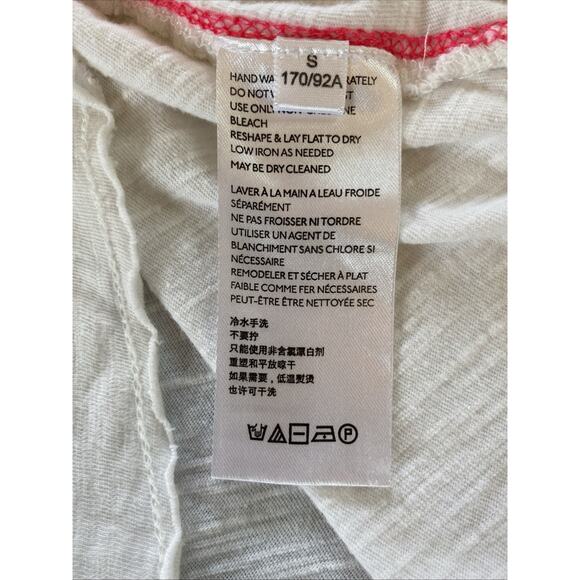 S
170/92A
HAND WA
DO NOT
USE ONLY
BLEACH
RESHAPE & LAY FLAT TO DRY
LOW IRON AS NEEDED
MAY BE DRY CLEANED
LAVER À LA MAIN A LEAU FROIDE
SÉPARÉMENT
NE PAS FROISSER NI TORDRE
UTILISER UN AGENT DE
BLANCHIMENT SANS CHLORE SI
NÉCESSAIRE
REMODELER ET SÉCHER À PLAT
FAIBLE COMME FER NÉCESSAIRES
PEUT-ÊTRE ÊTRE NETTOYÉE SEC
冷水手洗
不要拧
只能使用非含氯漂白剂
重塑和平放晾干
如果需要，低温熨烫
也许可干洗
P